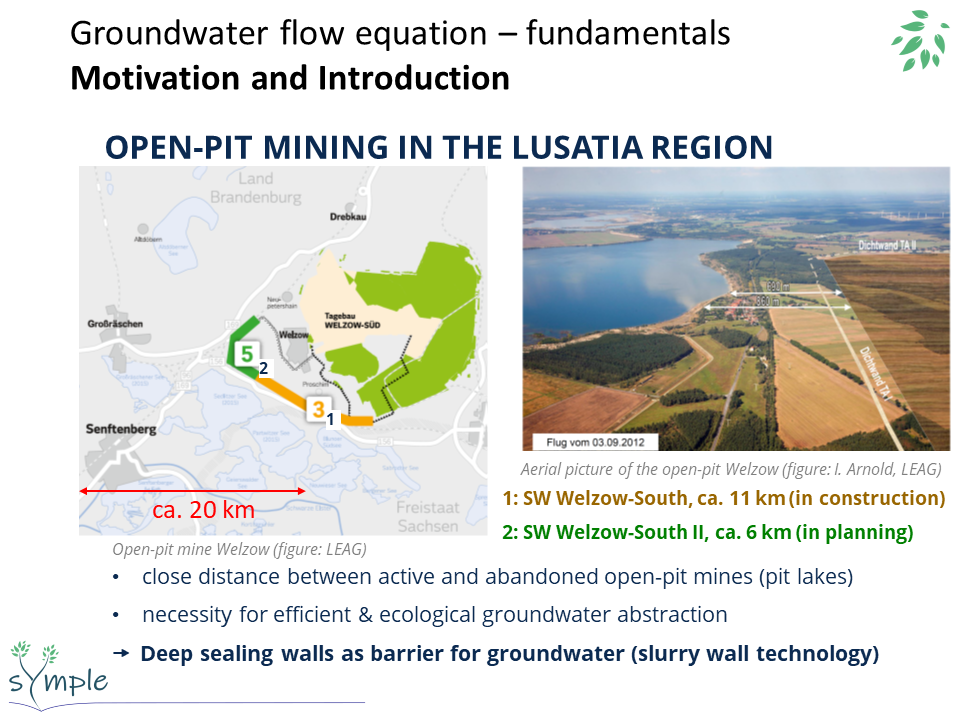 Groundwater flow equation – fundamentals
Motivation and Introduction
OPEN-PIT MINING IN THE LUSATIA REGION
Land
Brandenburg
Drebkau
Neu-
petershain
Großräschen
Welzow
Tagebau
WELZOW-SÜD
5
2
Proschim
3
1
Senftenberg
ca. 20 km
Freistaat
Sachsen
Open-pit mine Welzow (figure: LEAG)
Dichtwand TA II
Dichtwand TA I
Flug vom 03.09.2012
Aerial picture of the open-pit Welzow (figure: I. Arnold, LEAG)
1: SW Welzow-South, ca. 11 km (in construction)
2: SW Welzow-South II, ca. 6 km (in planning)
• close distance between active and abandoned open-pit mines (pit lakes)
• necessity for efficient & ecological groundwater abstraction
➞ Deep sealing walls as barrier for groundwater (slurry wall technology)
symple